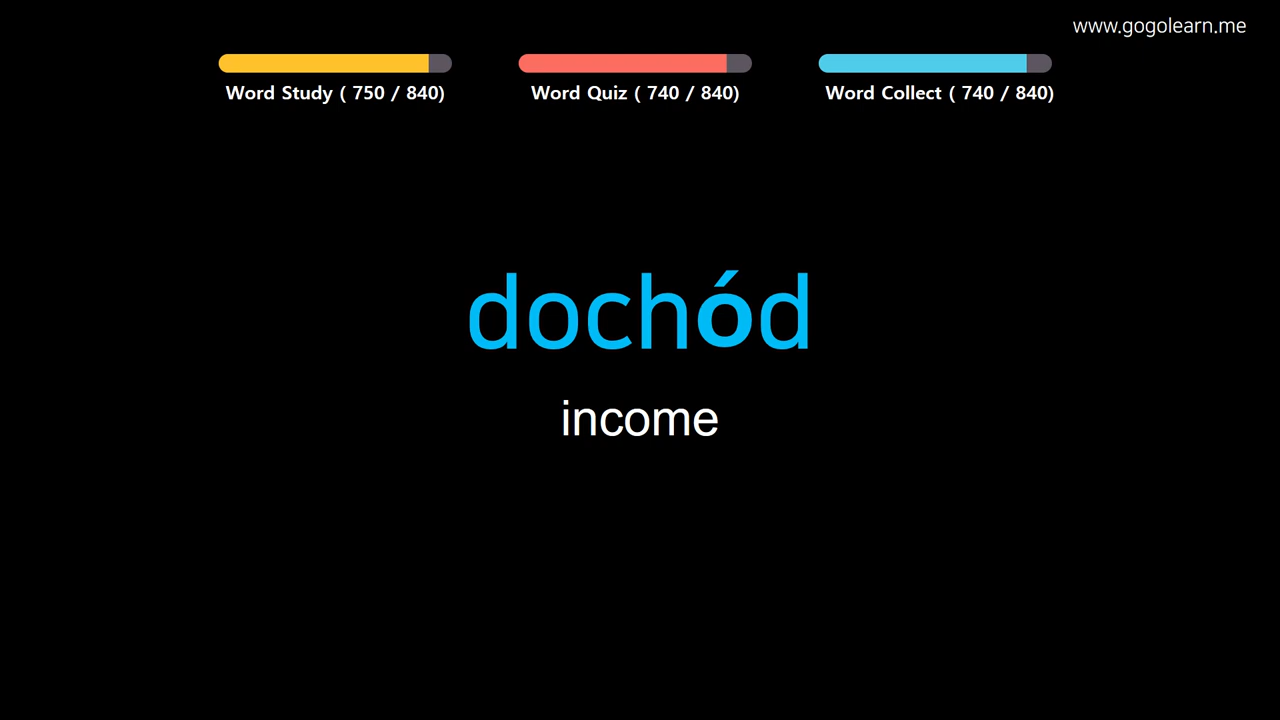 www.gogolearn.me
Word Study ( 750 / 840)
Word Quiz ( 740 / 840)
Word Collect ( 740 / 840)
dochód
income